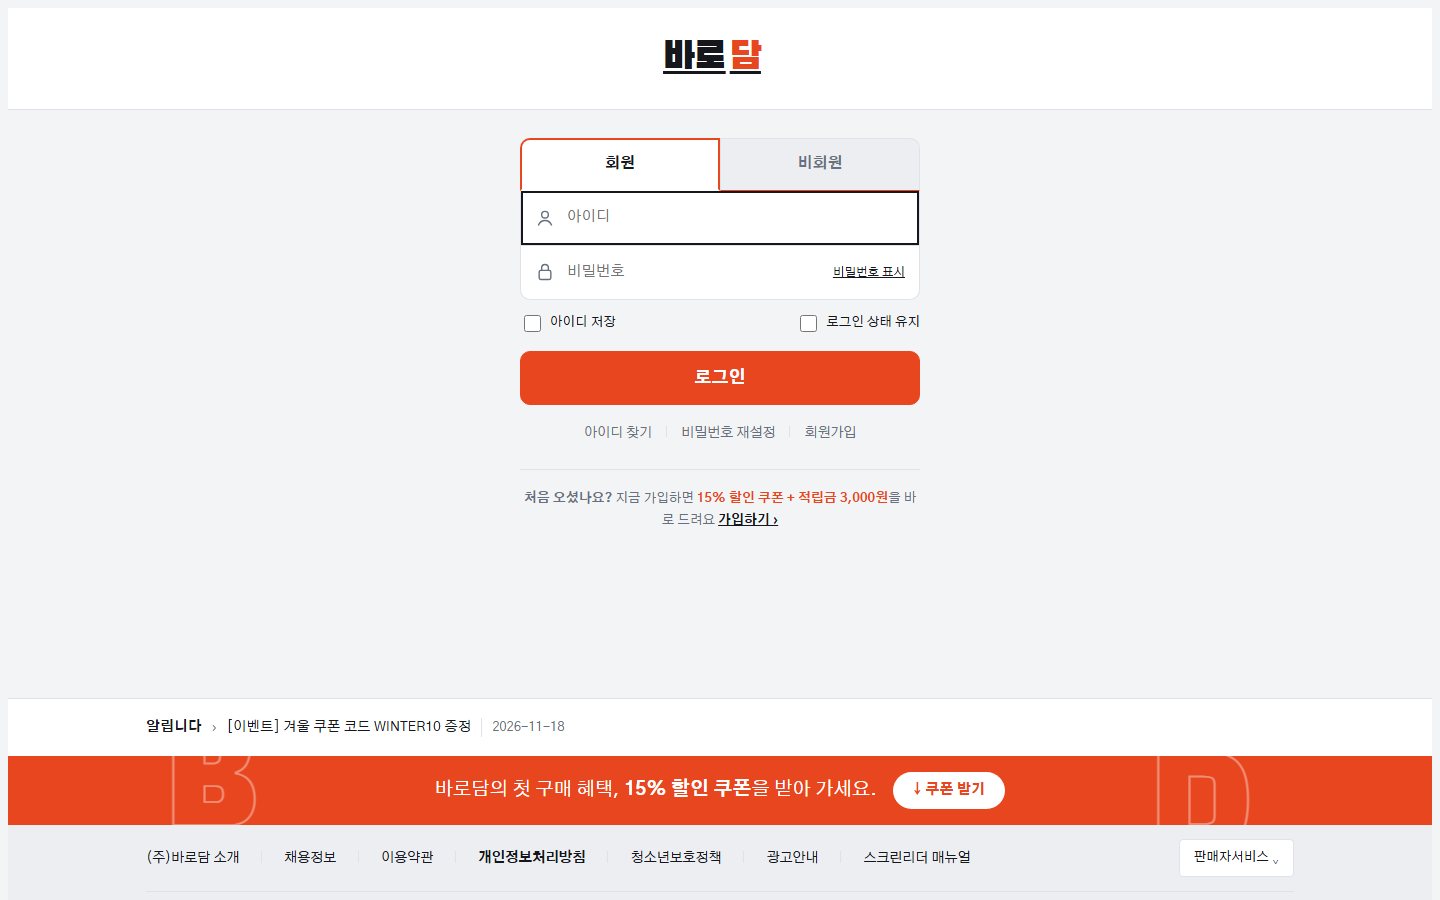 바로담
회원 비회원
아이디
비밀번호 비밀번호 표시
아이디 저장 로그인 상태 유지
로그인
아이디 찾기 비밀번호 재설정 회원가입
처음 오셨나요? 지금 가입하면 15% 할인 쿠폰 + 적립금 3,000원을 바
로 드려요 가입하기 ›
알립니다 › [이벤트] 겨울 쿠폰 코드 WINTER10 증정 2026-11-18
B 바로담의 첫 구매 혜택, 15% 할인 쿠폰을 받아 가세요. ↓ 쿠폰 받기 D
(주)바로담 소개 채용정보 이용약관 개인정보처리방침 청소년보호정책 광고안내 스크린리더 매뉴얼 판매자서비스